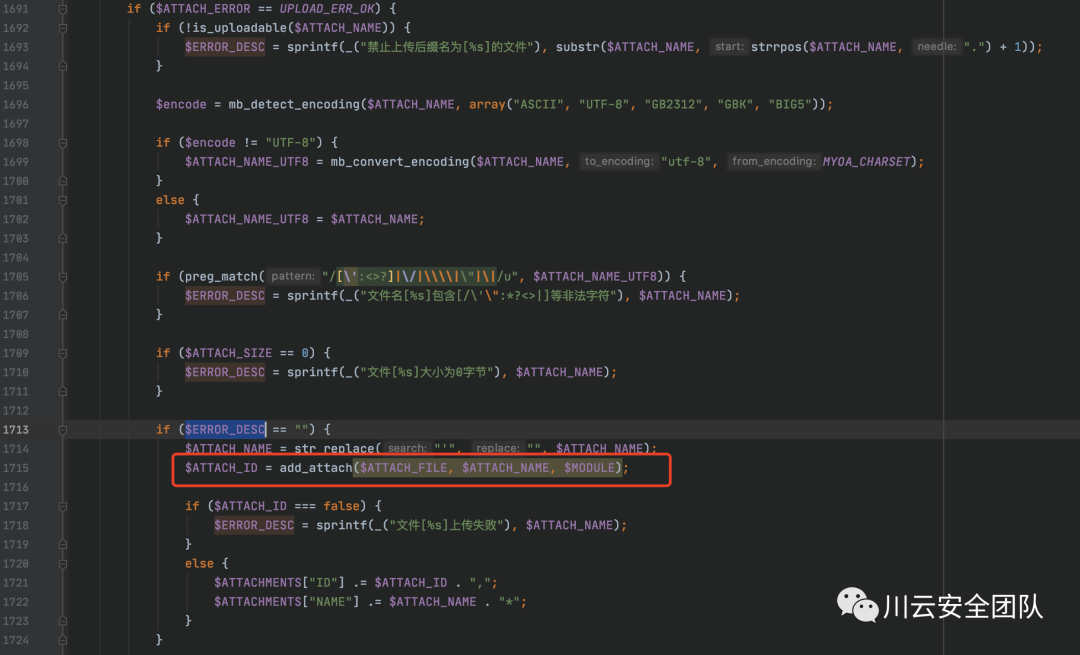 1691 if ($ATTACH_ERROR == UPLOAD_ERR_OK) {
1692 if (!is_uploadable($ATTACH_NAME)) {
1693 $ERROR_DESC = sprintf(_("禁止上传后缀名为[%s]的文件"), substr($ATTACH_NAME, start: strrpos($ATTACH_NAME, needle: ".") + 1));
1694 }
1695
1696 $encode = mb_detect_encoding($ATTACH_NAME, array("ASCII", "UTF-8", "GB2312", "GBK", "BIG5"));
1697
1698 if ($encode != "UTF-8") {
1699 $ATTACH_NAME_UTF8 = mb_convert_encoding($ATTACH_NAME, to_encoding: "utf-8", from_encoding: MYOA_CHARSET);
1700 }
1701 else {
1702 $ATTACH_NAME_UTF8 = $ATTACH_NAME;
1703 }
1704
1705 if (preg_match( pattern: "/[\':<>?]|\/|\\\\|\"|\|/u", $ATTACH_NAME_UTF8)) {
1706 $ERROR_DESC = sprintf(_("文件名[%s]包含[/\'\":*?<>|]等非法字符"), $ATTACH_NAME);
1707 }
1708
1709 if ($ATTACH_SIZE == 0) {
1710 $ERROR_DESC = sprintf(_("文件[%s]大小为0字节"), $ATTACH_NAME);
1711 }
1712
1713 if ($ERROR_DESC == "") {
1714 $ATTACH_NAME = str_replace( search: "'", replace: "", $ATTACH_NAME);
1715 $ATTACH_ID = add_attach($ATTACH_FILE, $ATTACH_NAME, $MODULE);
1716
1717 if ($ATTACH_ID === false) {
1718 $ERROR_DESC = sprintf(_("文件[%s]上传失败"), $ATTACH_NAME);
1719 }
1720 else {
1721 $ATTACHMENTS["ID"] .= $ATTACH_ID . ",";
1722 $ATTACHMENTS["NAME"] .= $ATTACH_NAME . "*";
1723 }
1724 }
川云安全团队